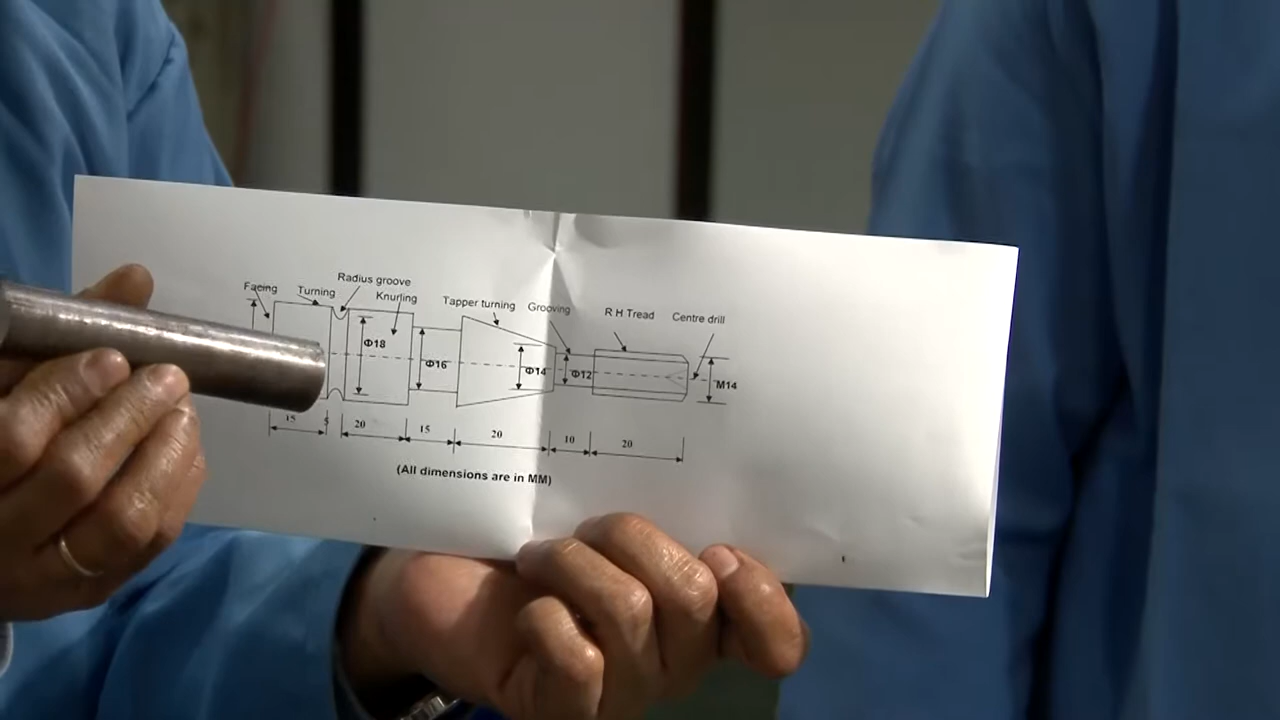 Radius groove
Facing
Turning
Knurling
Tapper turning
Grooving
R H Tread
Centre drill
Φ18
Φ16
Φ14
Φ12
M14
15
5
20
15
20
10
20
(All dimensions are in MM)